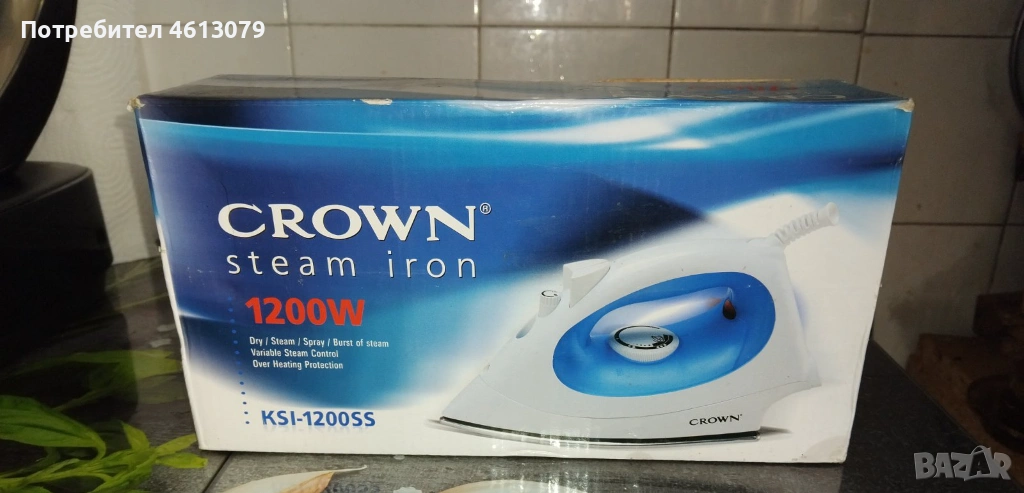 Потребител 4613079
CROWN®
steam iron
1200W
Dry / Steam / Spray / Burst of steam
Variable Steam Control
Over Heating Protection
KSI-1200SS
CROWN
BAZAR